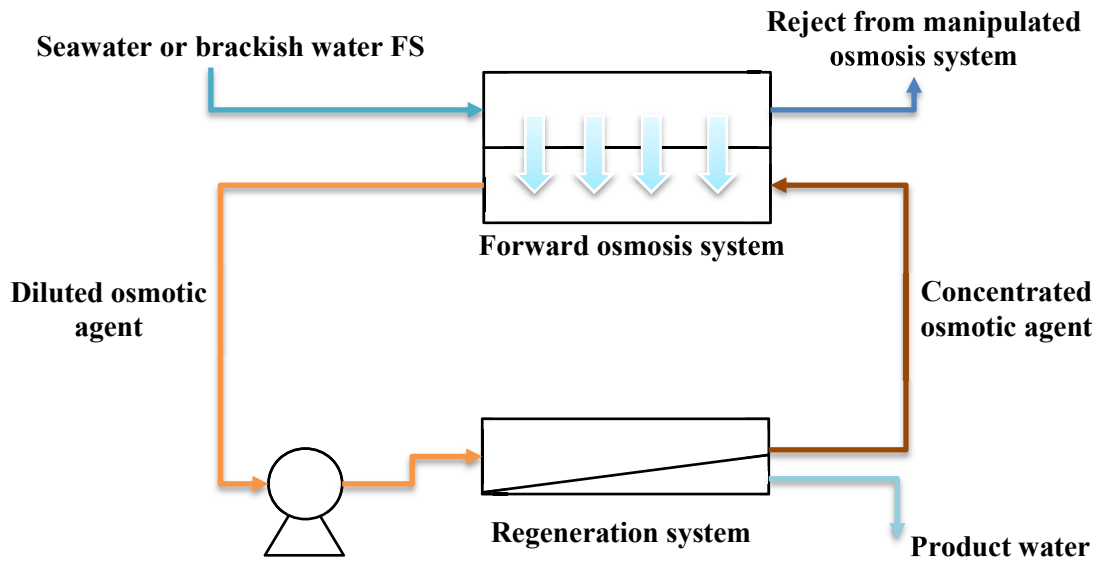 Seawater or brackish water FS
Reject from manipulated
osmosis system
Forward osmosis system
Diluted osmotic
agent
Concentrated
osmotic agent
Regeneration system
Product water